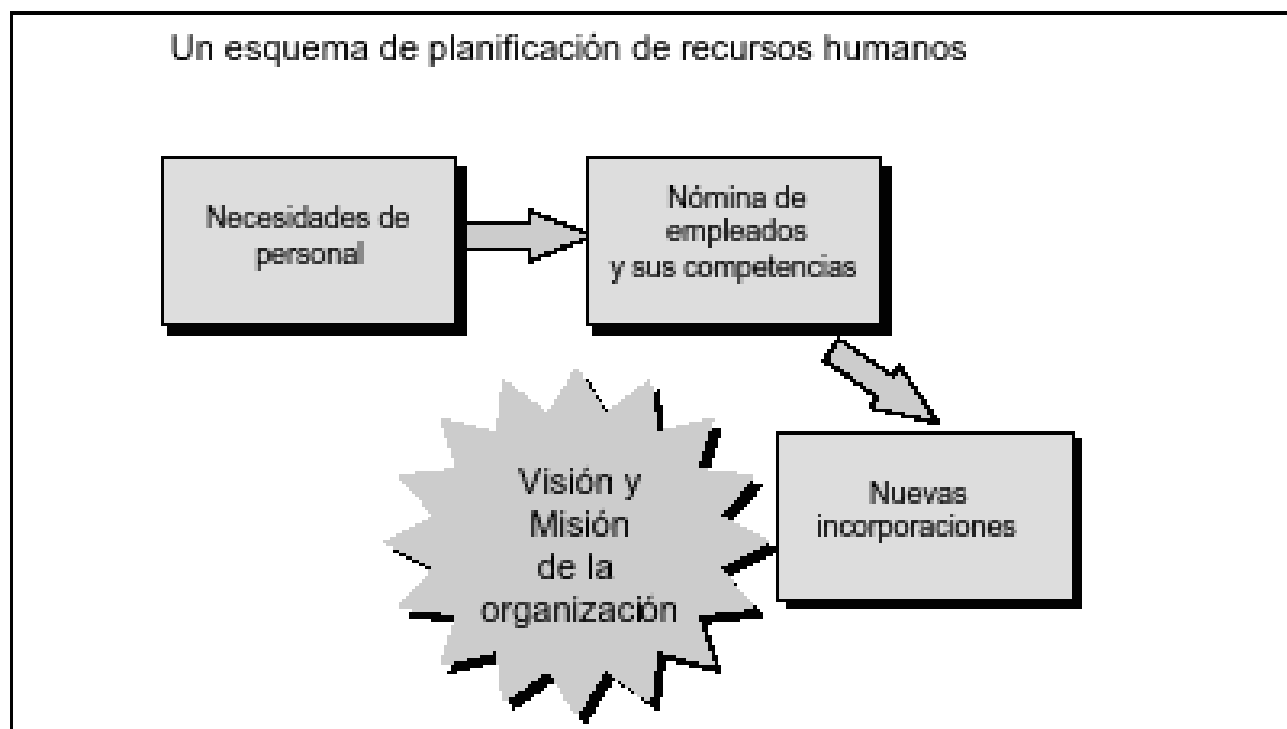 Un esquema de planificación de recursos humanos
Necesidades de
personal
Nómina de
empleados
y sus competencias
Nuevas
incorporaciones
Visión y
Misión
de la
organización